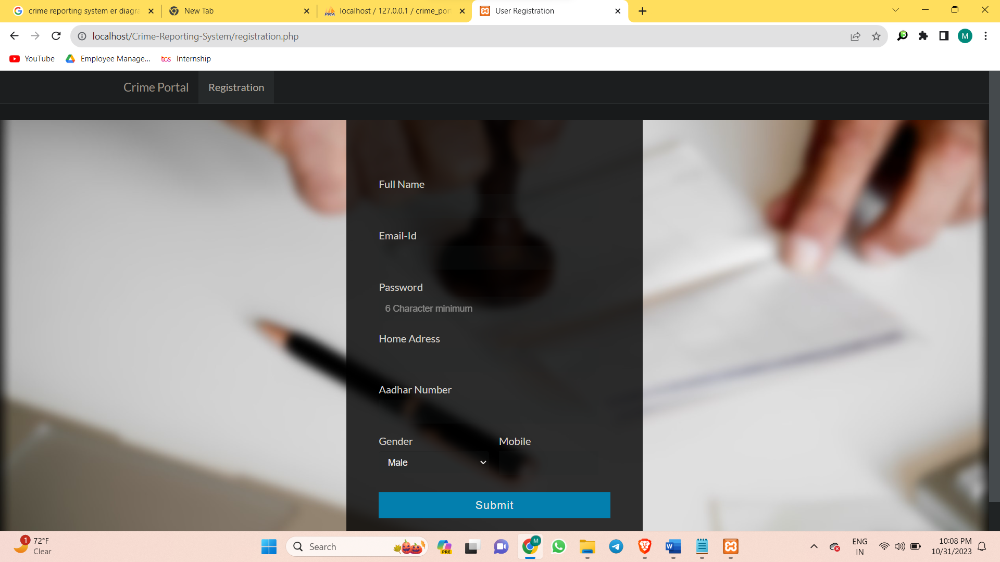 crime reporting system er diagra
New Tab
localhost / 127.0.0.1 / crime_por
User Registration
localhost/Crime-Reporting-System/registration.php
M
YouTube
Employee Manage...
tcs Internship
Crime Portal
Registration
Full Name
Email-Id
Password
6 Character minimum
Home Adress
Aadhar Number
Gender
Mobile
Male
Submit
1
72°F
Clear
Search
PRE
M
W
ENG
IN
10:08 PM
10/31/2023